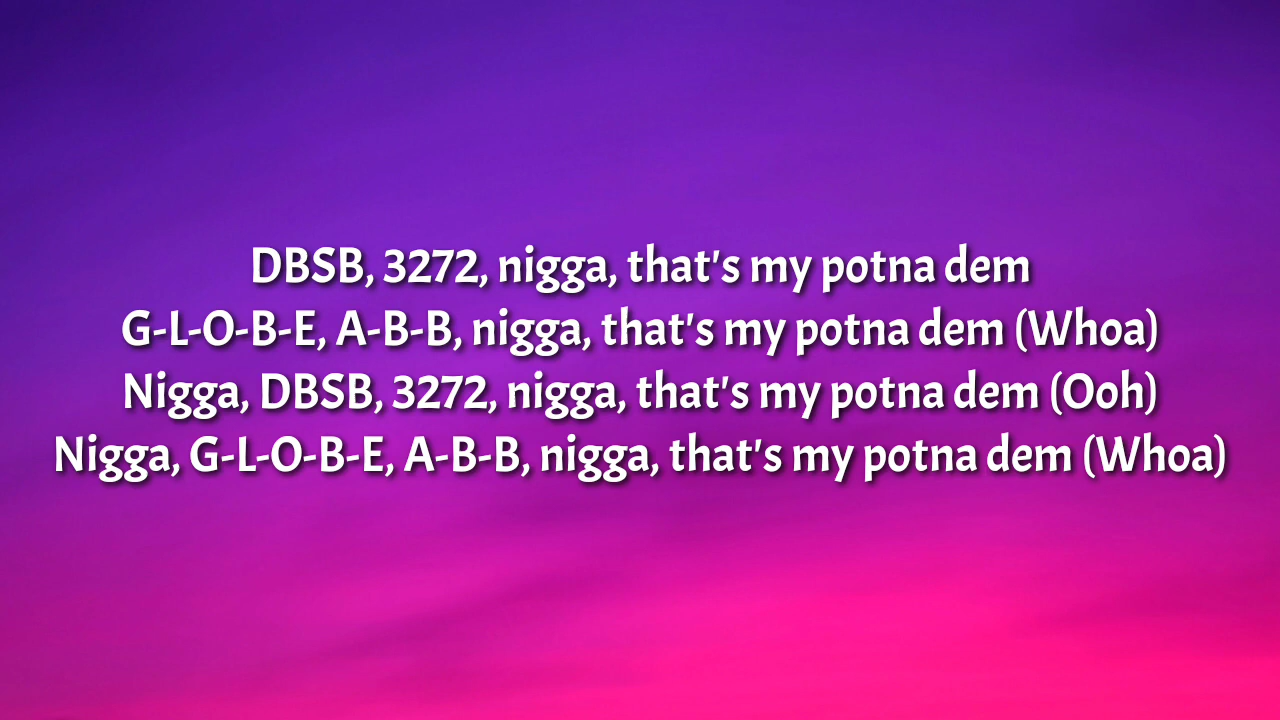 DBSB, 3272, nigga, that's my potna dem
G-L-O-B-E, A-B-B, nigga, that's my potna dem (Whoa)
Nigga, DBSB, 3272, nigga, that's my potna dem (Ooh)
Nigga, G-L-O-B-E, A-B-B, nigga, that's my potna dem (Whoa)